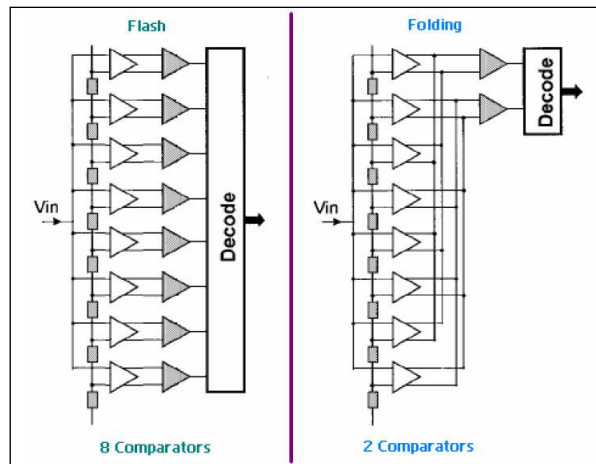 Flash
Folding
Vin
Decode
Vin
Decode
8 Comparators
2 Comparators